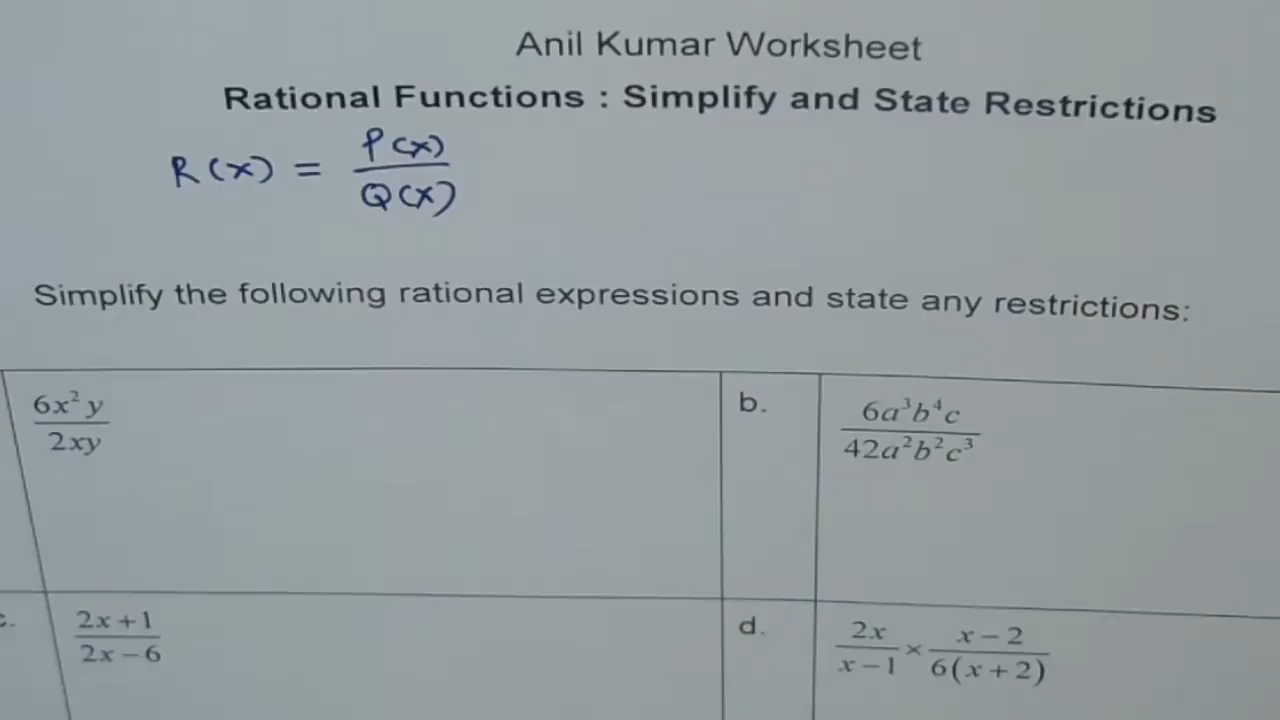 Anil Kumar Worksheet
Rational Functions : Simplify and State Restrictions
R(x) = P(x)/Q(x)
Simplify the following rational expressions and state any restrictions:
6x²y/2xy
b. 6a³b⁴c/42a²b²c³
c. 2x+1/2x−6
d. 2x/x−1 × x−2/6(x+2)